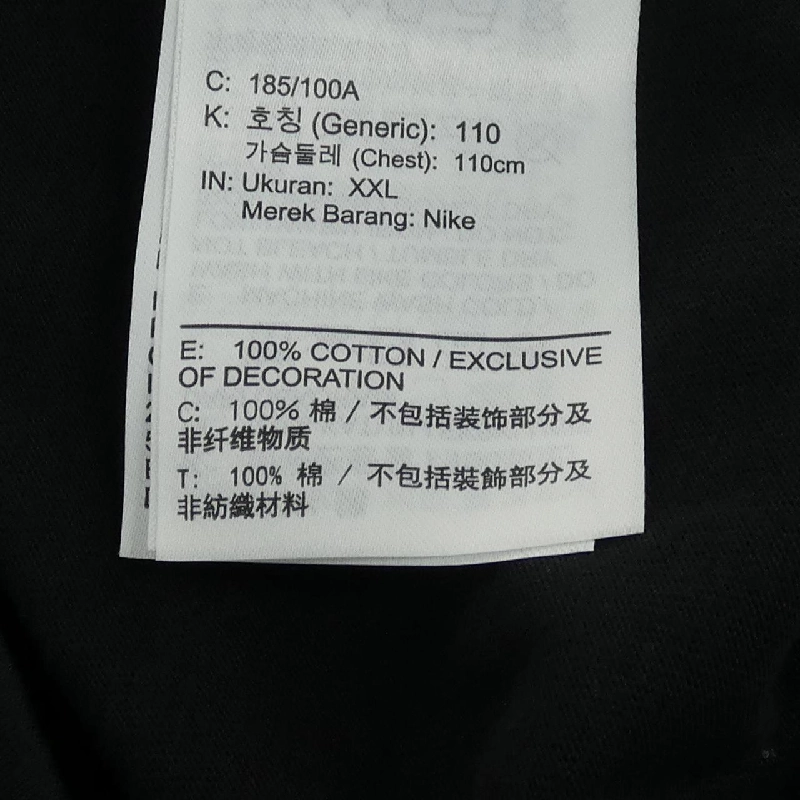 C: 185/100A
K: 호칭 (Generic): 110
가슴둘레 (Chest): 110cm
IN: Ukuran: XXL
Merek Barang: Nike
E: 100% COTTON / EXCLUSIVE
OF DECORATION
C: 100% 棉 / 不包括装饰部分及
非纤维物质
T: 100% 棉 / 不包括裝飾部分及
非紡織材料